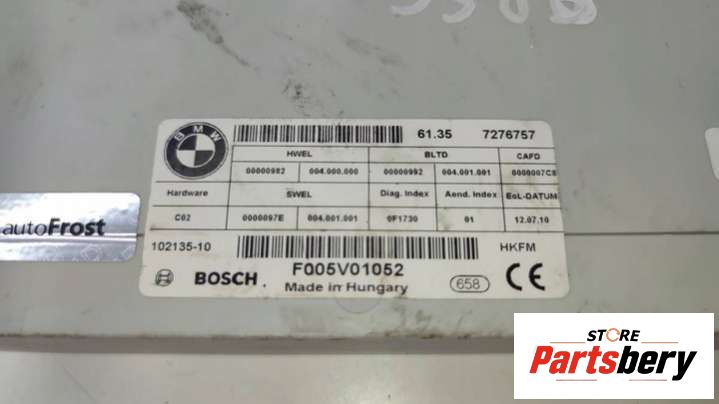 BMW
61.35 7276757
HWEL BLTD CAFD
00000982 004.000.000 00000992 004.001.001 000007C8
Hardware SWEL Diag. Index Aend. Index EoL-DATUM
C02 0000097E 004.001.001 0F1730 01 12.07.10
102135-10 HKFM
BOSCH F005V01052
Made in Hungary 658 CE
autoFrost
STORE
Partsbery